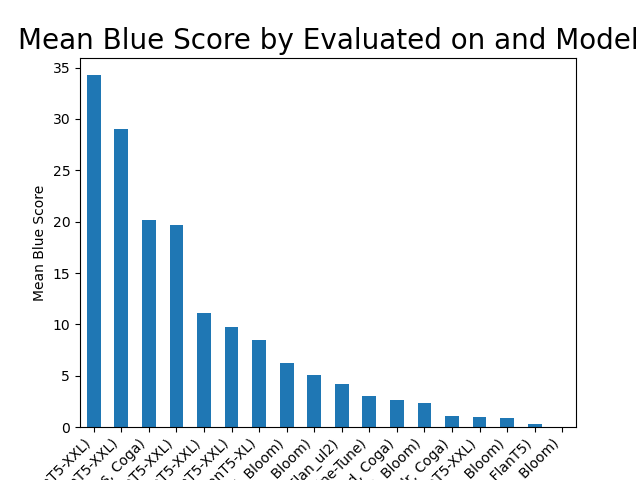 Mean Blue Score by Evaluated on and Model
35
30
25
20
15
10
5
0
Mean Blue Score
T5-XXL)
T5-XXL)
Coga)
T5-XXL)
T5-XXL)
T5-XXL)
T5-XL)
Bloom)
Bloom)
Flan_ul2)
Tune)
Coga)
Bloom)
Coga)
T5-XXL)
Bloom)
FlanT5)
Bloom)